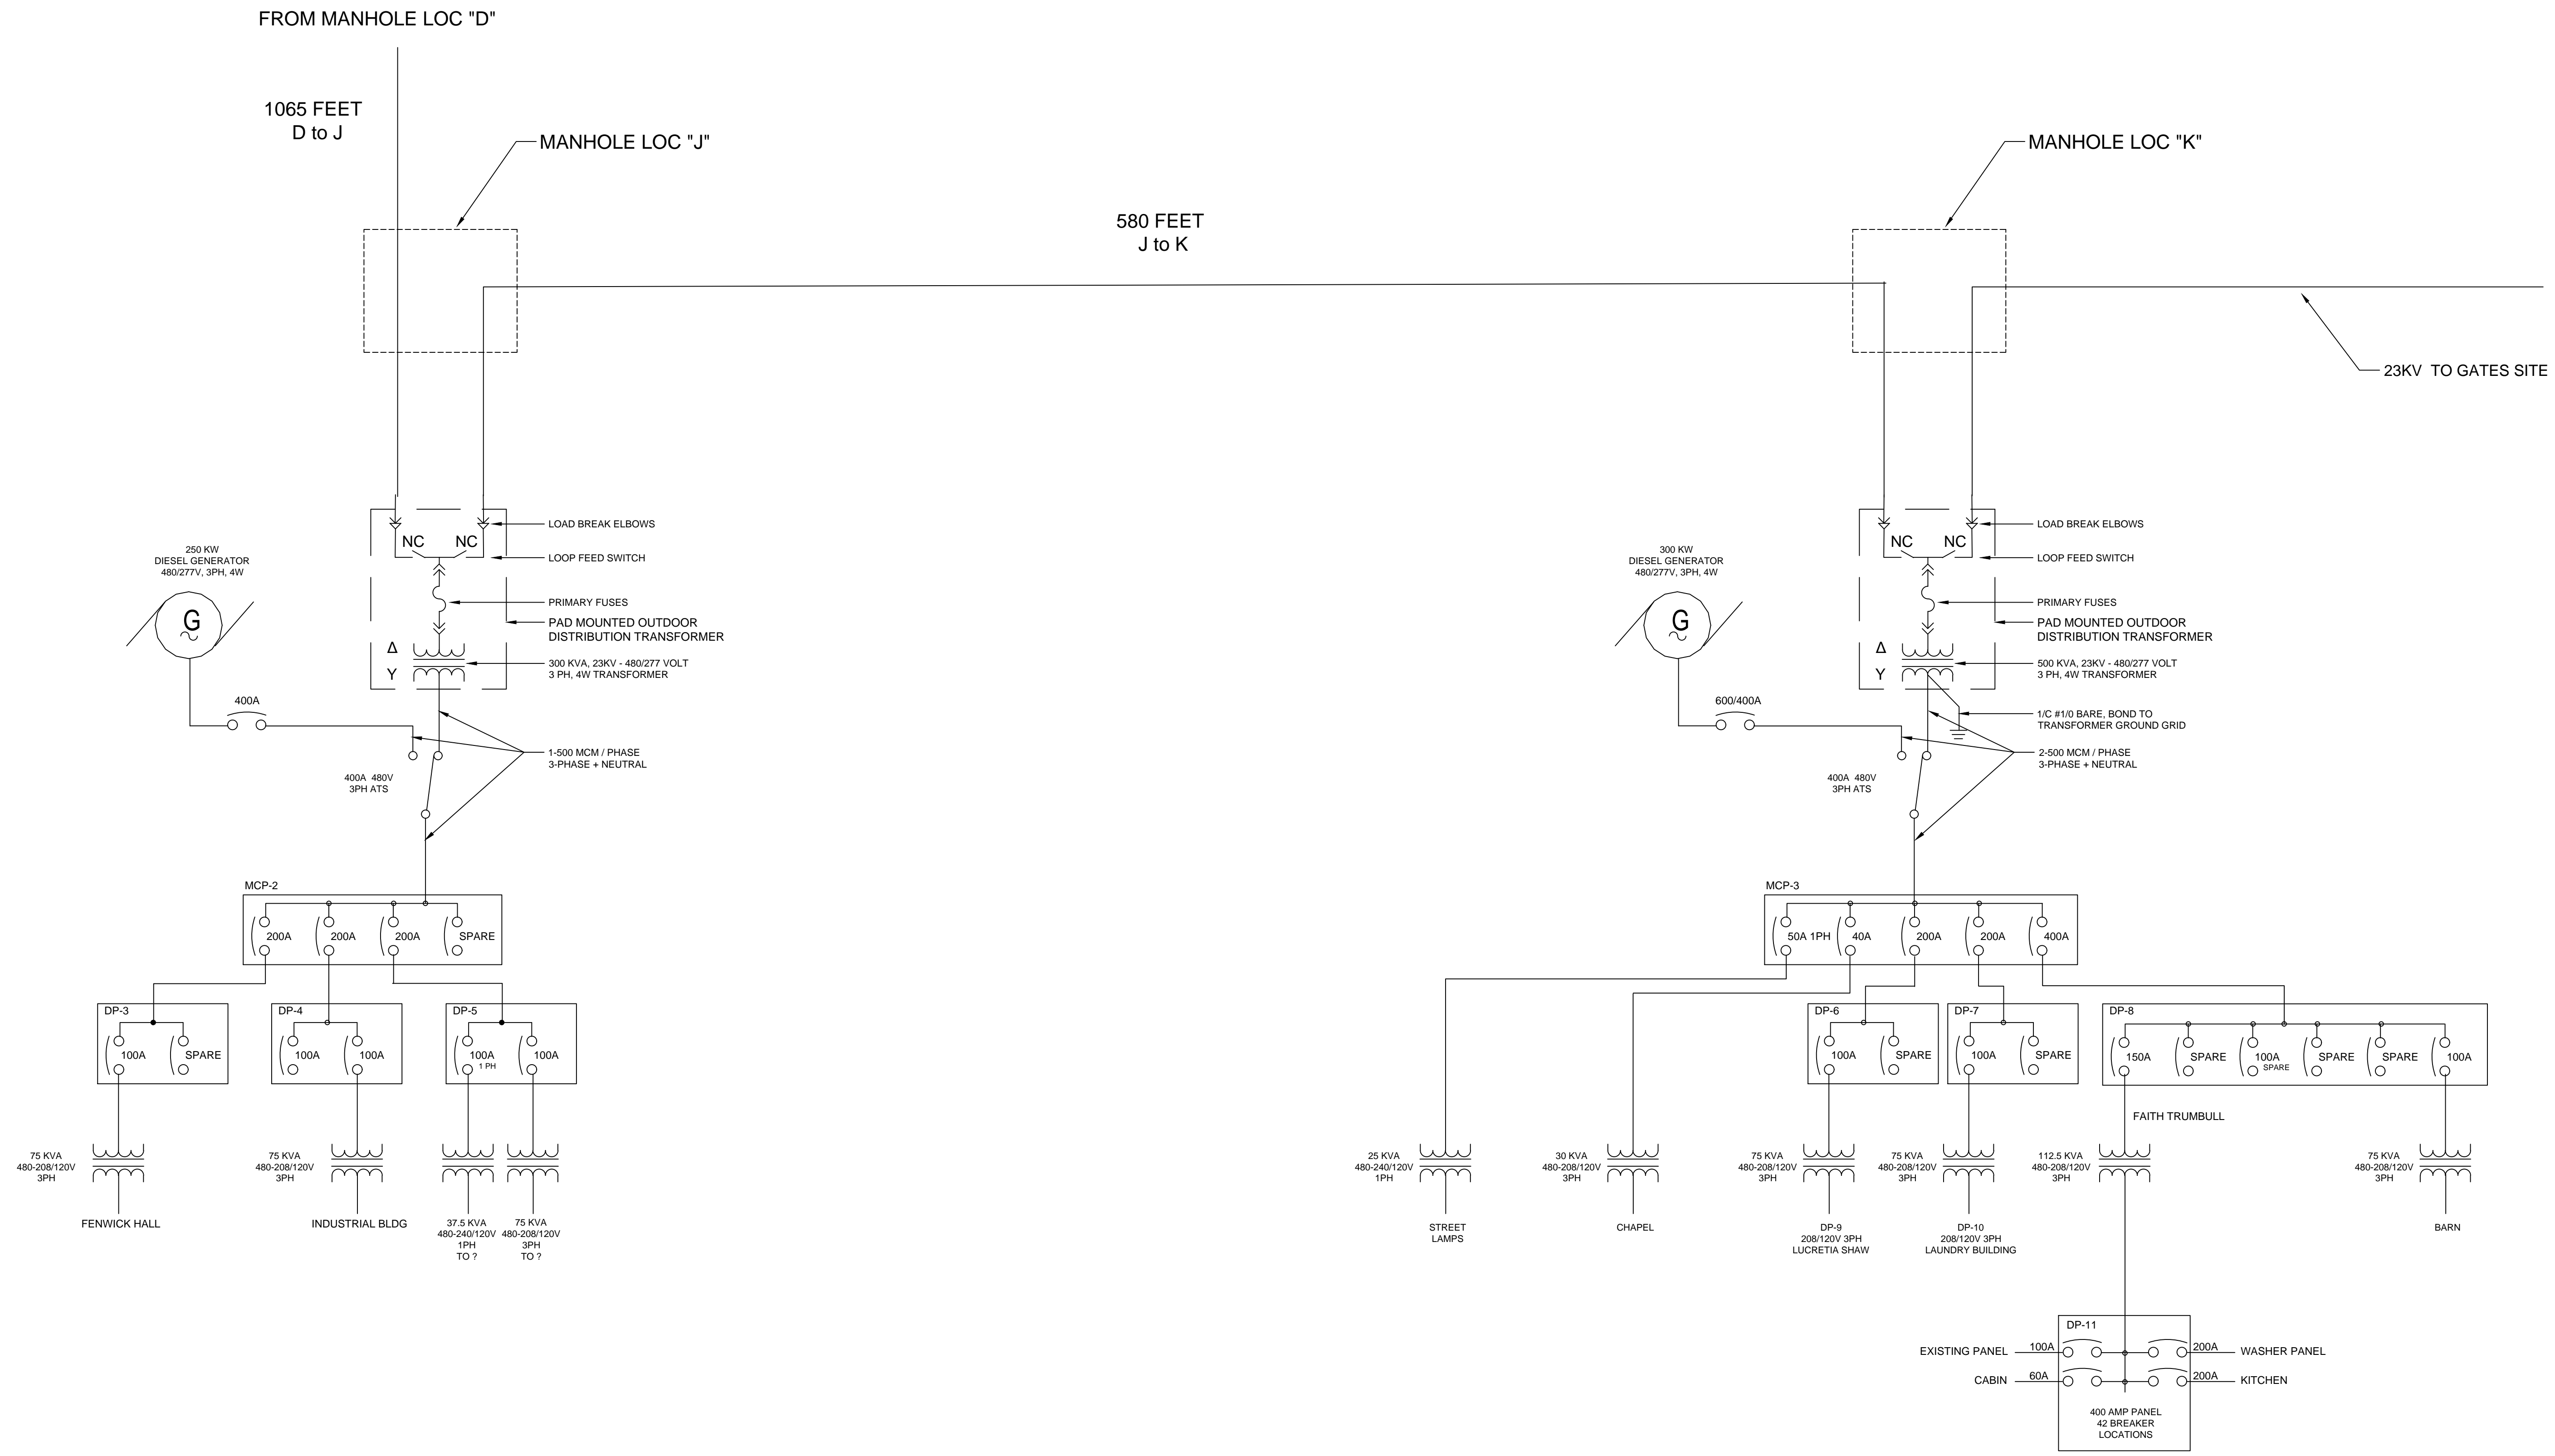 FROM MANHOLE LOC "D"
1065 FEET
D to J
MANHOLE LOC "J"
580 FEET
J to K
MANHOLE LOC "K"
23KV  TO GATES SITE
NC NC
LOAD BREAK ELBOWS
LOOP FEED SWITCH
250 KW
DIESEL GENERATOR
480/277V, 3PH, 4W
G
PRIMARY FUSES
PAD MOUNTED OUTDOOR
DISTRIBUTION TRANSFORMER
Δ
Y
300 KVA, 23KV - 480/277 VOLT
3 PH, 4W TRANSFORMER
400A
1-500 MCM / PHASE
3-PHASE + NEUTRAL
400A  480V
3PH ATS
MCP-2
200A
200A
200A
SPARE
DP-3
100A
SPARE
DP-4
100A
100A
DP-5
100A
1 PH
100A
75 KVA
480-208/120V
3PH
FENWICK HALL
75 KVA
480-208/120V
3PH
INDUSTRIAL BLDG
37.5 KVA
480-240/120V
1PH
TO ?
75 KVA
480-208/120V
3PH
TO ?
NC NC
LOAD BREAK ELBOWS
LOOP FEED SWITCH
300 KW
DIESEL GENERATOR
480/277V, 3PH, 4W
G
PRIMARY FUSES
PAD MOUNTED OUTDOOR
DISTRIBUTION TRANSFORMER
Δ
Y
500 KVA, 23KV - 480/277 VOLT
3 PH, 4W TRANSFORMER
600/400A
1/C #1/0 BARE, BOND TO
TRANSFORMER GROUND GRID
2-500 MCM / PHASE
3-PHASE + NEUTRAL
400A  480V
3PH ATS
MCP-3
50A 1PH
40A
200A
200A
400A
DP-6
100A
SPARE
DP-7
100A
SPARE
DP-8
150A
SPARE
100A
SPARE
SPARE
SPARE
100A
FAITH TRUMBULL
25 KVA
480-240/120V
1PH
STREET
LAMPS
30 KVA
480-208/120V
3PH
CHAPEL
75 KVA
480-208/120V
3PH
DP-9
208/120V 3PH
LUCRETIA SHAW
75 KVA
480-208/120V
3PH
DP-10
208/120V 3PH
LAUNDRY BUILDING
112.5 KVA
480-208/120V
3PH
75 KVA
480-208/120V
3PH
BARN
DP-11
EXISTING PANEL 100A
200A WASHER PANEL
CABIN 60A
200A KITCHEN
400 AMP PANEL
42 BREAKER
LOCATIONS